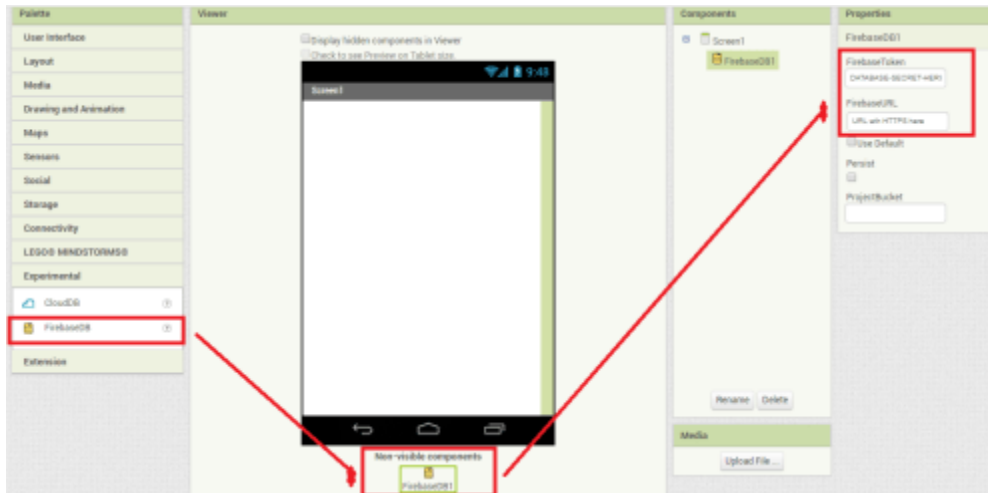 Palette
User Interface
Layout
Media
Drawing and Animation
Maps
Sensors
Social
Storage
Connectivity
LEGO® MINDSTORMS®
Experimental
CloudDB
FirebaseDB
Extension
Viewer
Display hidden components in Viewer
Check to see Preview on Tablet size.
9:48
Screen1
Non-visible components
FirebaseDB1
Components
Screen1
FirebaseDB1
Rename Delete
Media
Upload File ...
Properties
FirebaseDB1
FirebaseToken
DATABASE-SECRET-HERE
FirebaseURL
URL with HTTPS here
Use Default
Persist
ProjectBucket